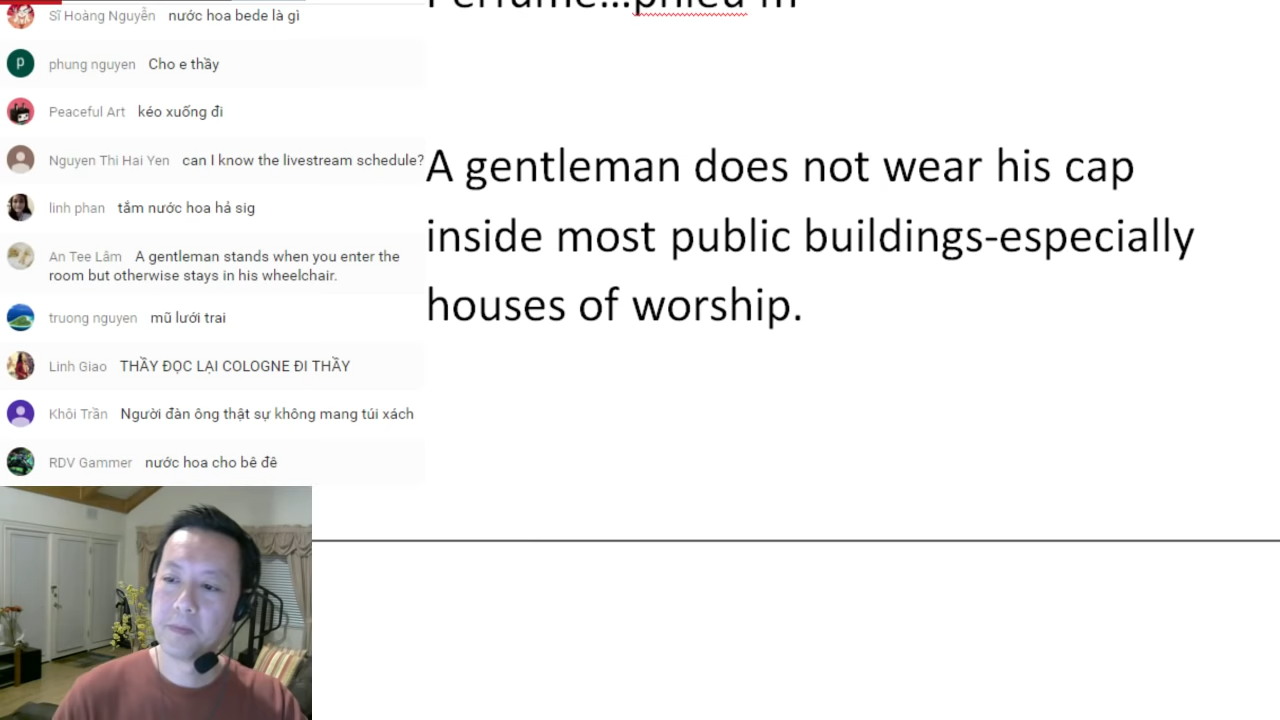 Sĩ Hoàng Nguyễn nước hoa bede là gì
P phung nguyen Cho e thầy
Peaceful Art kéo xuống đi
Nguyen Thi Hai Yen can I know the livestream schedule?
linh phan tắm nước hoa hả sig
An Tee Lâm A gentleman stands when you enter the
room but otherwise stays in his wheelchair.
truong nguyen mũ lưới trai
Linh Giao THẦY ĐỌC LẠI COLOGNE ĐI THẦY
Khôi Trần Người đàn ông thật sự không mang túi xách
RDV Gammer nước hoa cho bê đê
A gentleman does not wear his cap
inside most public buildings-especially
houses of worship.